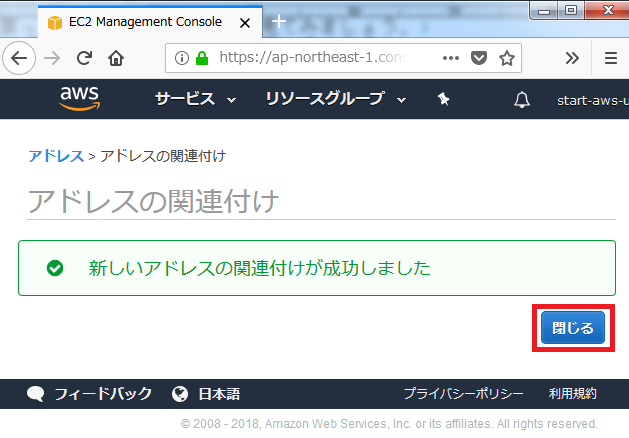 EC2 Management Console
https://ap-northeast-1.con
aws サービス リソースグループ start-aws-u
アドレス > アドレスの関連付け
アドレスの関連付け
新しいアドレスの関連付けが成功しました
閉じる
フィードバック 日本語 プライバシーポリシー 利用規約
© 2008 - 2018, Amazon Web Services, Inc. or its affiliates. All rights reserved.